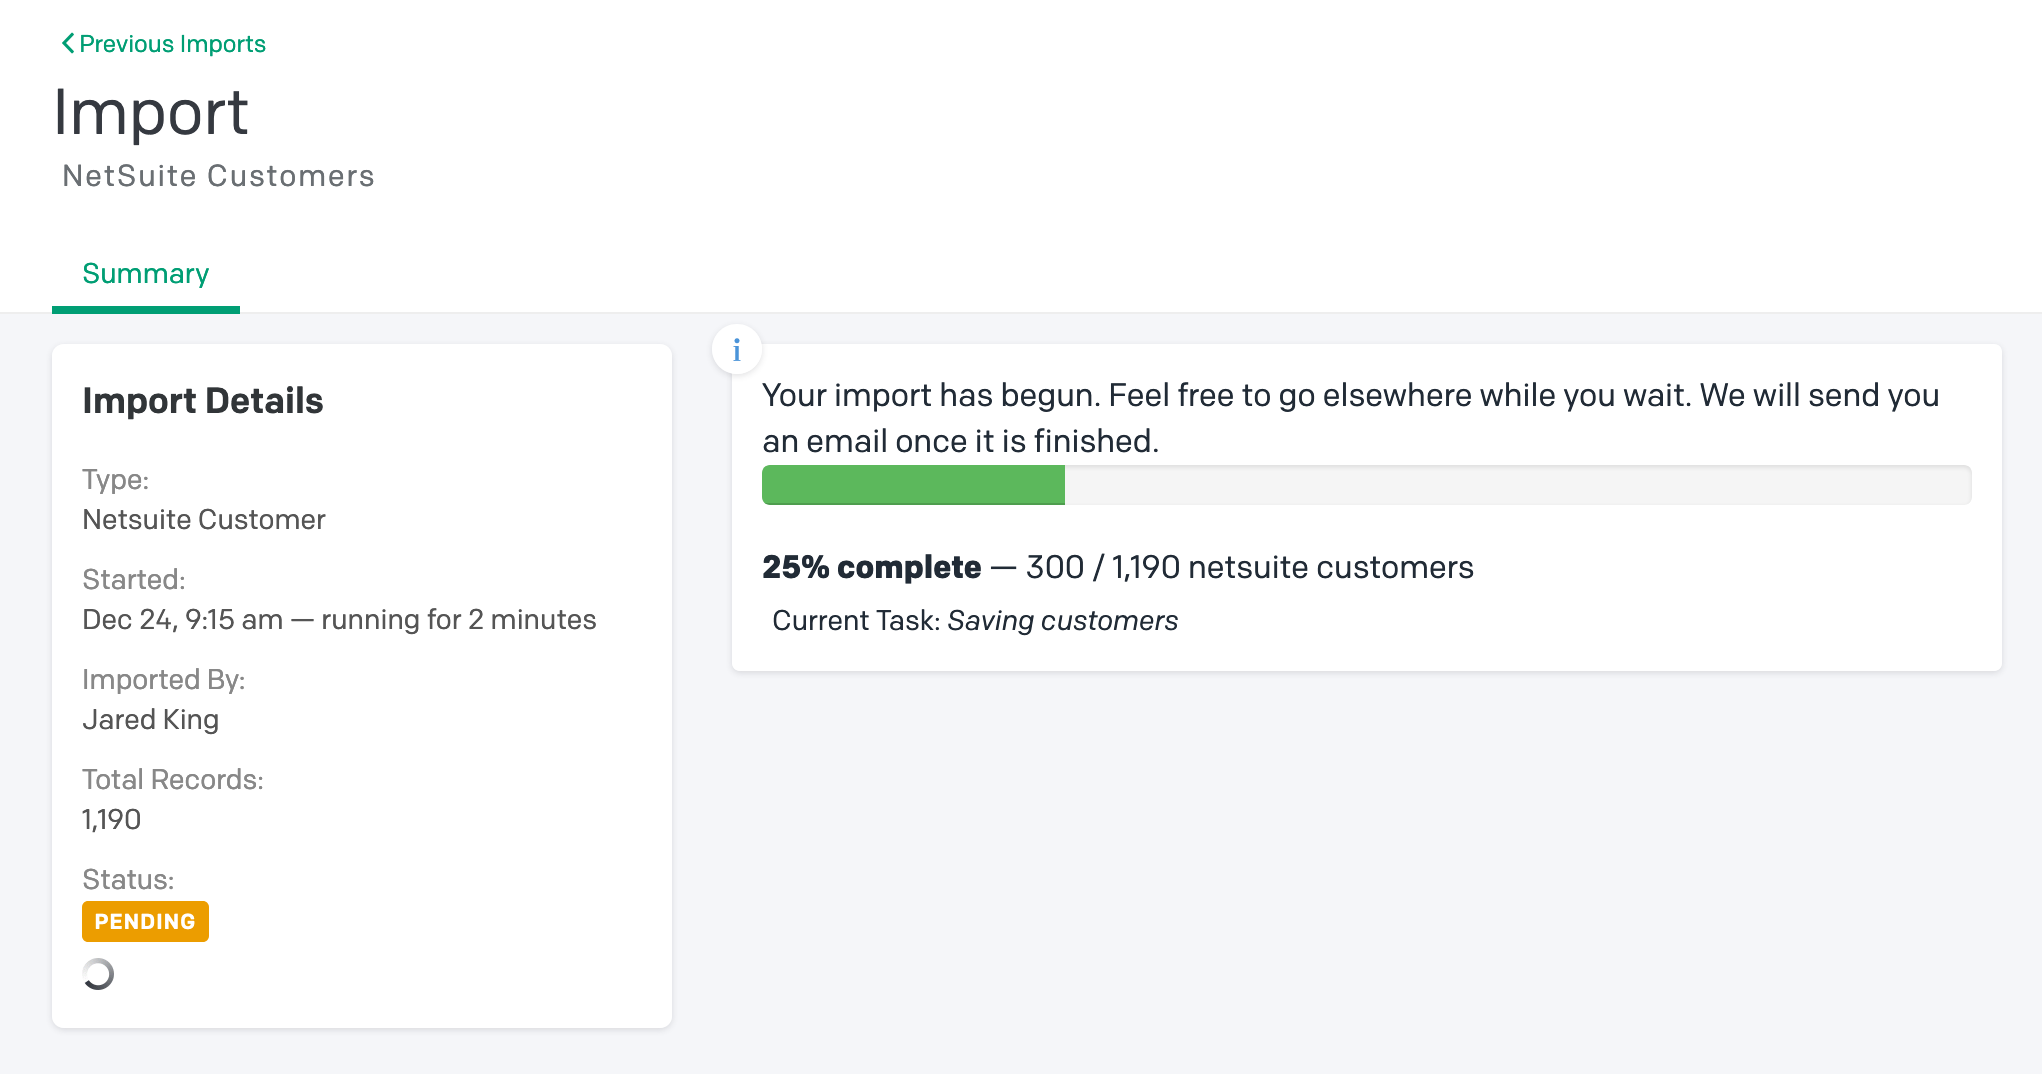 Previous Imports
Import
NetSuite Customers
Summary
Import Details
Type:
Netsuite Customer
Started:
Dec 24, 9:15 am — running for 2 minutes
Imported By:
Jared King
Total Records:
1,190
Status:
PENDING
i
Your import has begun. Feel free to go elsewhere while you wait. We will send you
an email once it is finished.
25% complete — 300 / 1,190 netsuite customers
Current Task: Saving customers